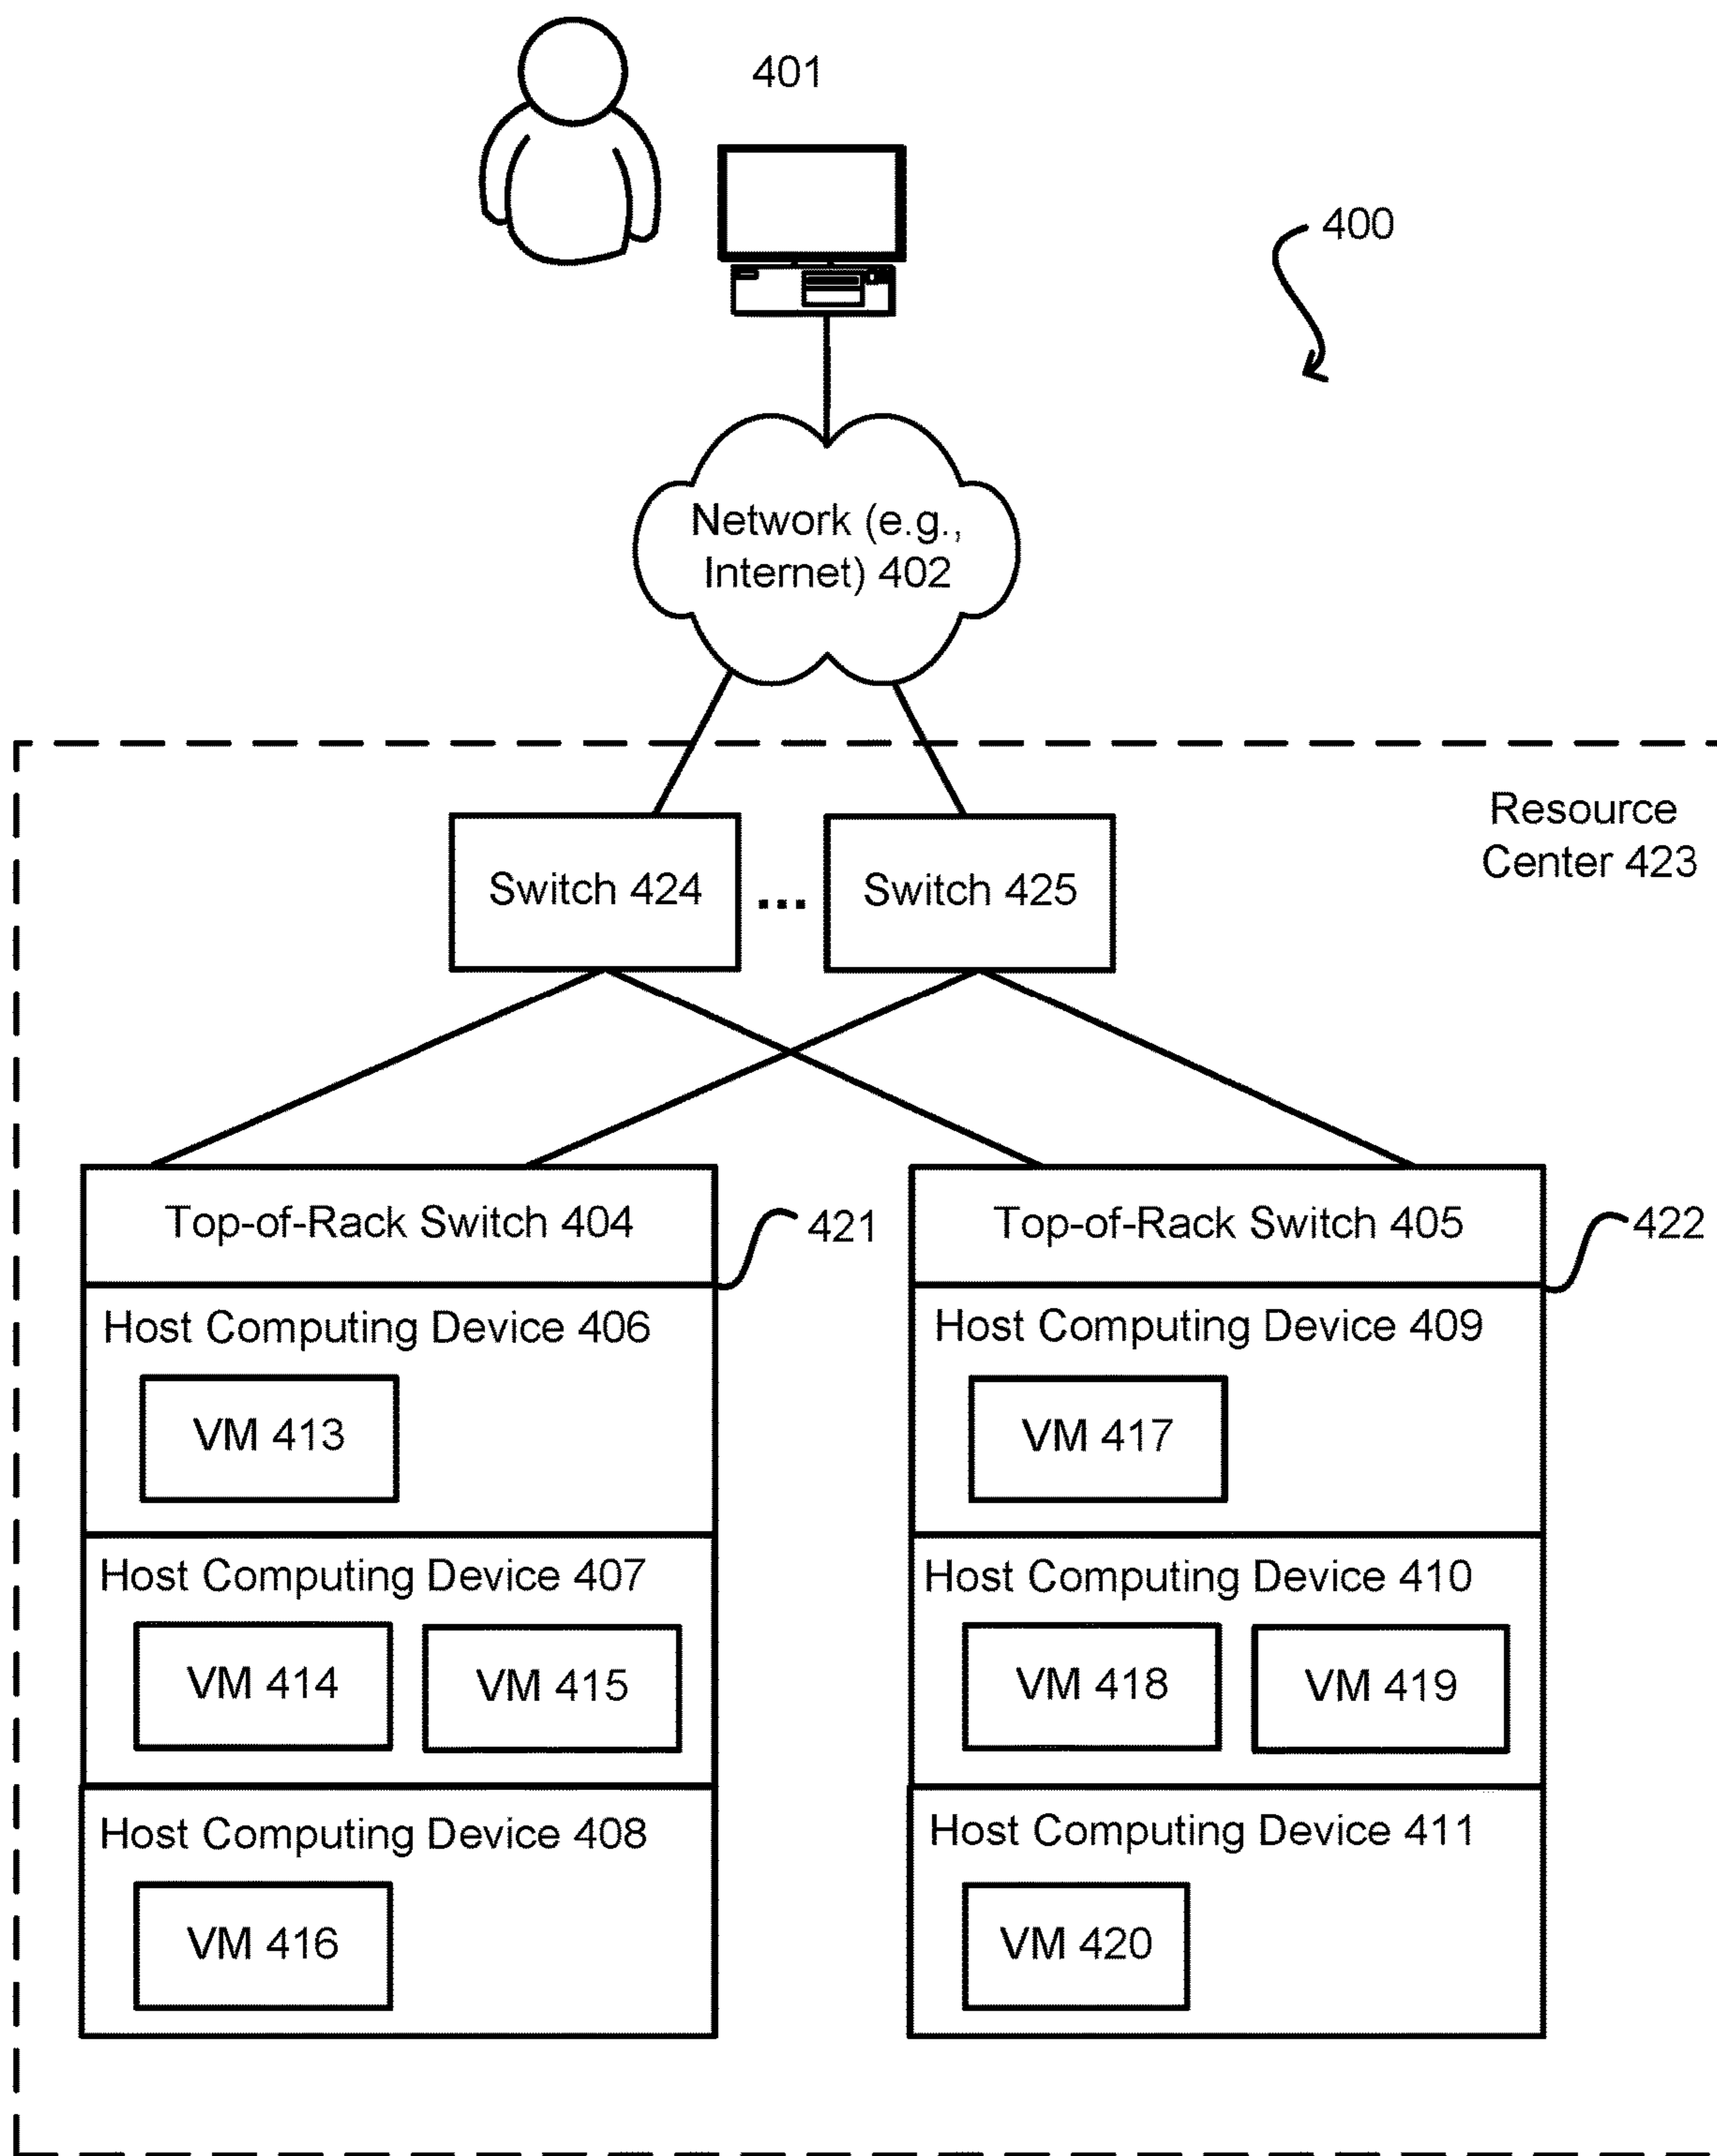 401
400
Network (e.g.,
Internet) 402
Resource
Center 423
Switch 424
...
Switch 425
Top-of-Rack Switch 404
421
Top-of-Rack Switch 405
422
Host Computing Device 406
VM 413
Host Computing Device 409
VM 417
Host Computing Device 407
VM 414
VM 415
Host Computing Device 410
VM 418
VM 419
Host Computing Device 408
VM 416
Host Computing Device 411
VM 420